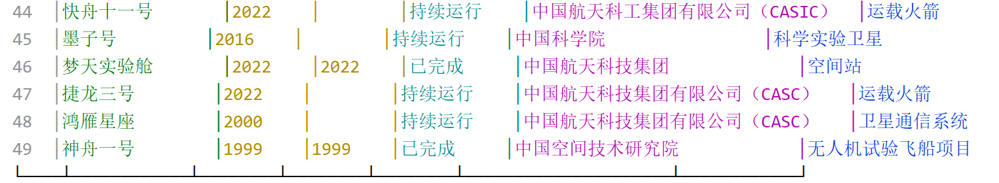 44 |快舟十一号 |2022 | |持续运行 |中国航天科工集团有限公司（CASIC） |运载火箭
45 |墨子号 |2016 | |持续运行 |中国科学院 |科学实验卫星
46 |梦天实验舱 |2022 |2022 |已完成 |中国航天科技集团 |空间站
47 |捷龙三号 |2022 | |持续运行 |中国航天科技集团有限公司（CASC） |运载火箭
48 |鸿雁星座 |2000 | |持续运行 |中国航天科技集团有限公司（CASC） |卫星通信系统
49 |神舟一号 |1999 |1999 |已完成 |中国空间技术研究院 |无人机试验飞船项目